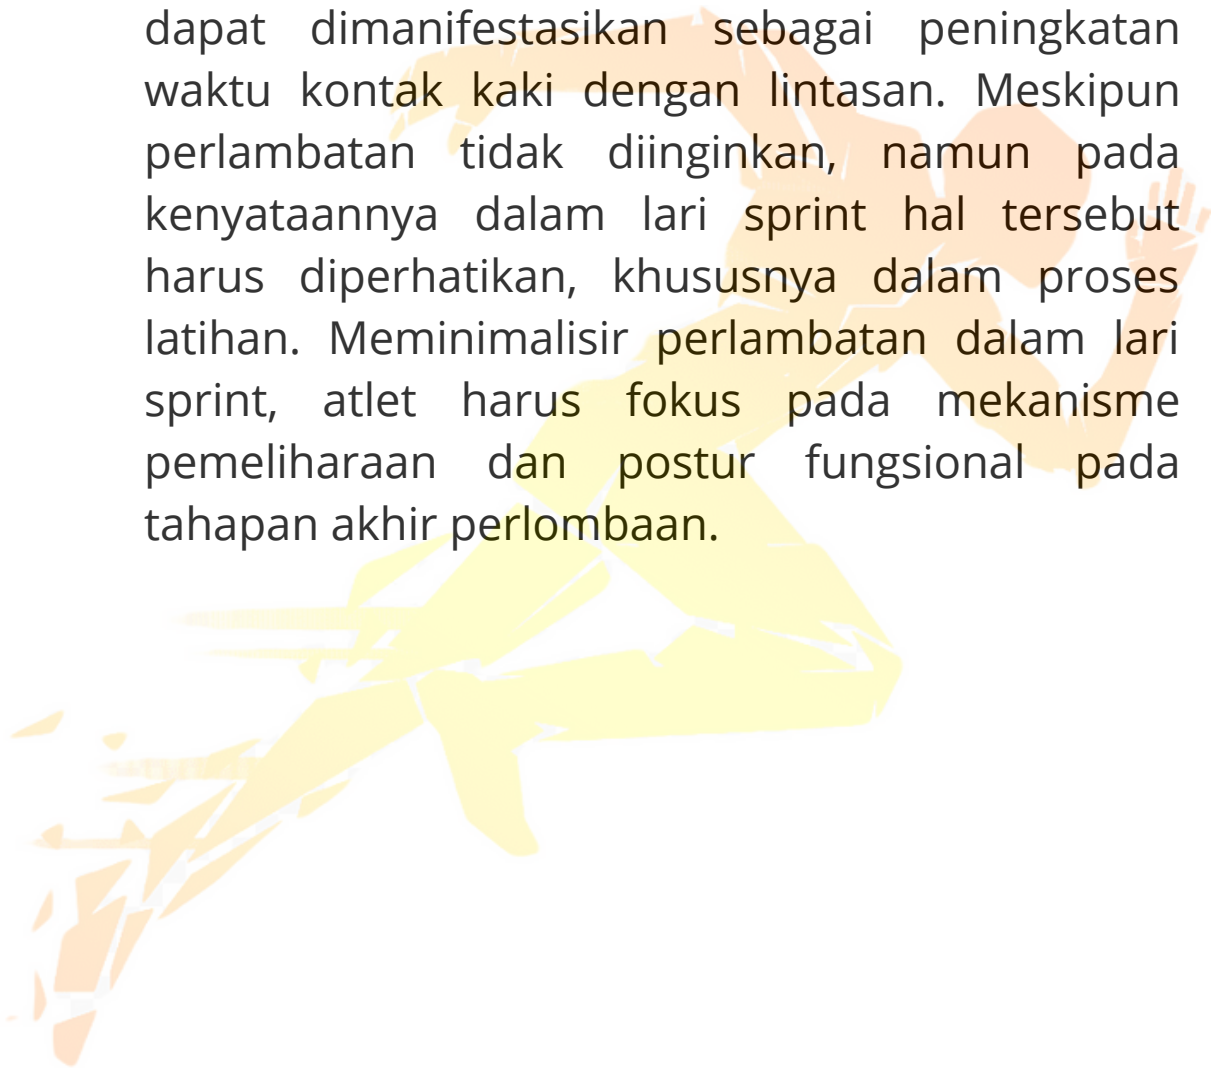 dapat dimanifestasikan sebagai peningkatan
waktu kontak kaki dengan lintasan. Meskipun
perlambatan tidak diinginkan, namun pada
kenyataannya dalam lari sprint hal tersebut
harus diperhatikan, khususnya dalam proses
latihan. Meminimalisir perlambatan dalam lari
sprint, atlet harus fokus pada mekanisme
pemeliharaan dan postur fungsional pada
tahapan akhir perlombaan.